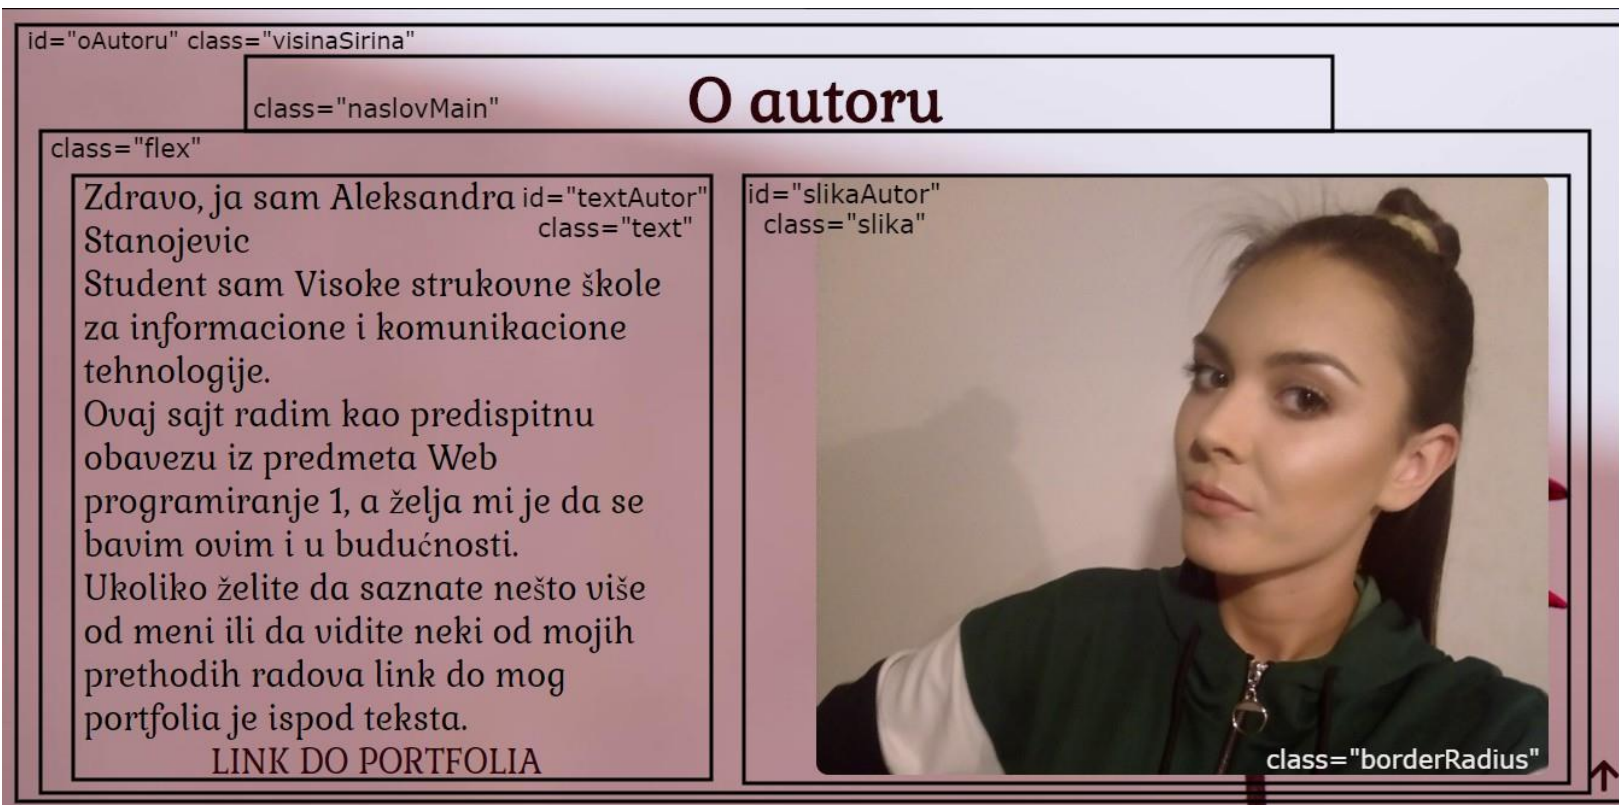 id="oAutoru" class="visinaSirina"
class="naslovMain"
O autoru
class="flex"
Zdravo, ja sam Aleksandra
Stanojevic
Student sam Visoke strukovne škole
za informacione i komunikacione
tehnologije.
Ovaj sajt radim kao predispitnu
obavezu iz predmeta Web
programiranje 1, a želja mi je da se
bavim ovim i u budućnosti.
Ukoliko želite da saznate nešto više
od meni ili da vidite neki od mojih
prethodih radova link do mog
portfolia je ispod teksta.
LINK DO PORTFOLIA
id="textAutor"
class="text"
id="slikaAutor"
class="slika"
class="borderRadius"